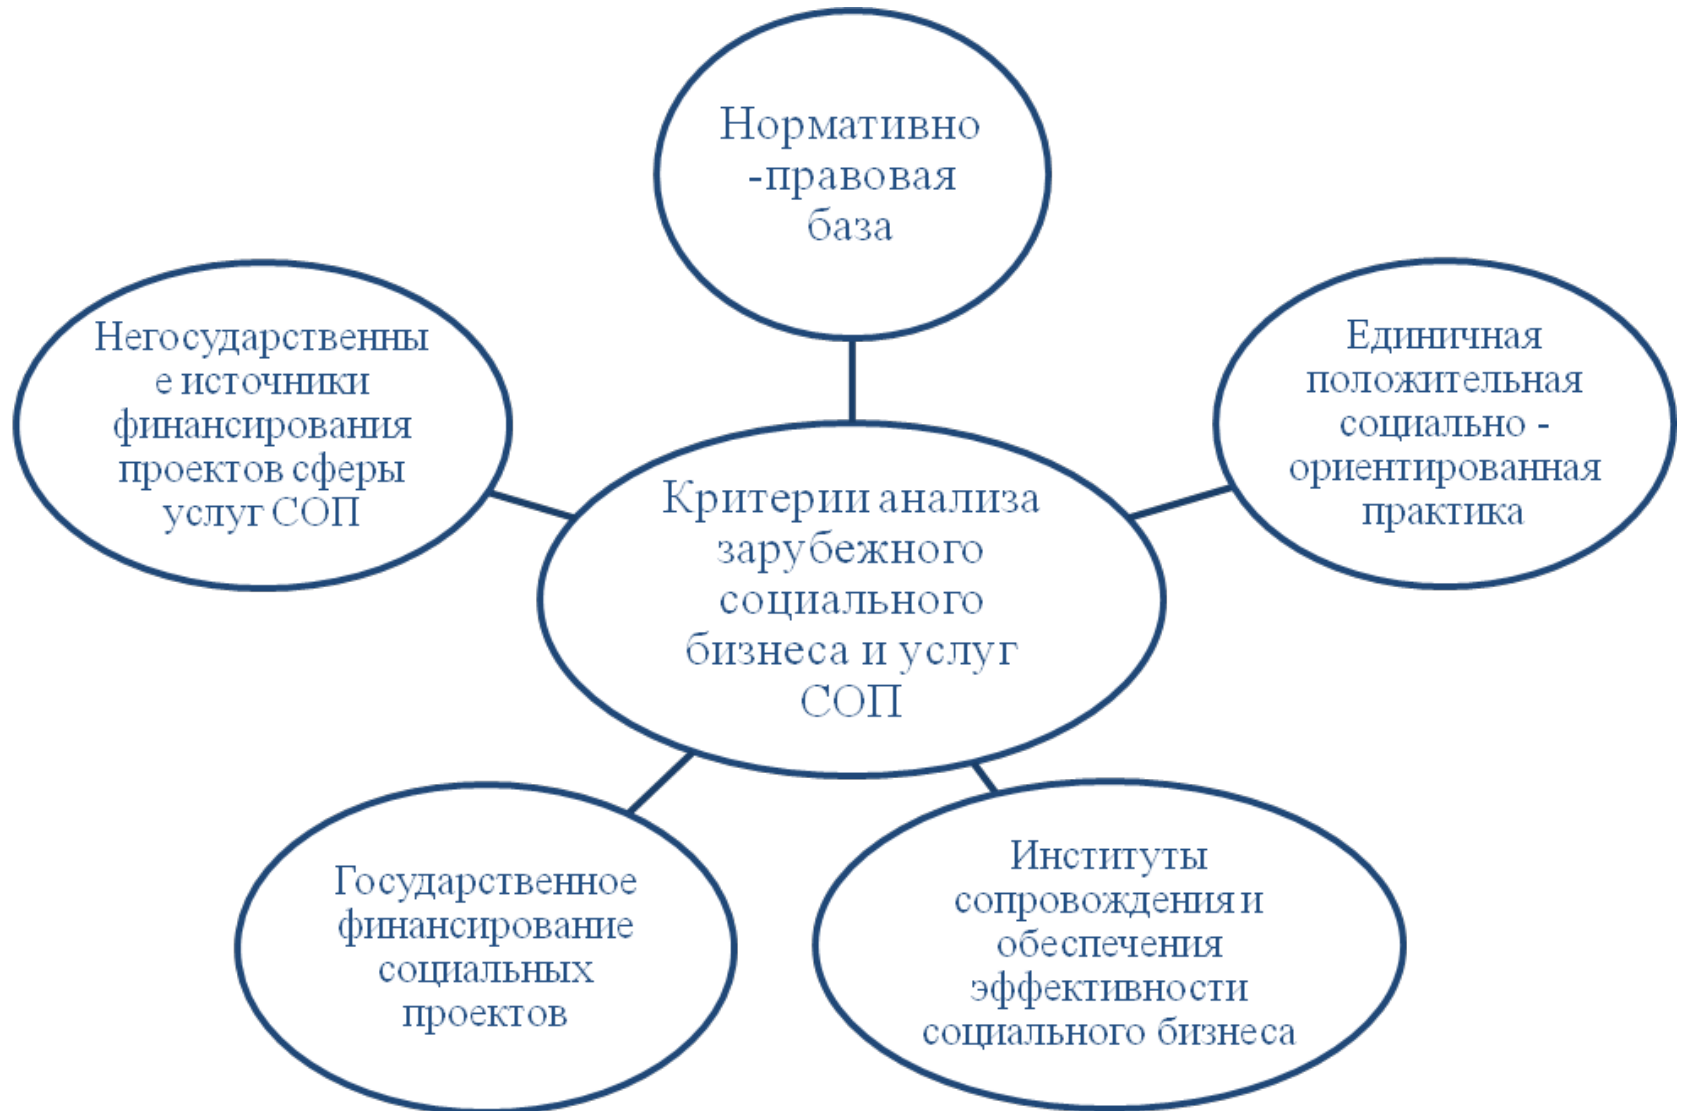 Нормативно
-правовая
база
Негосударственны
е источники
финансирования
проектов сферы
услуг СОП
Единичная
положительная
социально -
ориентированная
практика
Критерии анализа
зарубежного
социального
бизнеса и услуг
СОП
Государственное
финансирование
социальных
проектов
Институты
сопровождения и
обеспечения
эффективности
социального бизнеса